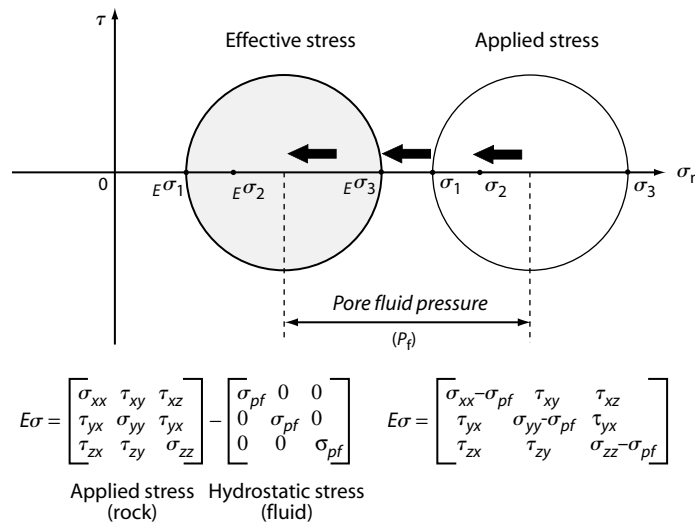 τ
Effective stress Applied stress
0 Eσ1 Eσ2 Eσ3 σ1 σ2 σ3 σn
Pore fluid pressure
(Pf)
Eσ = [σxx τxy τxz] − [σpf 0 0] Eσ = [σxx–σpf τxy τxz]
[τyx σyy τyx] [0 σpf 0] [τyx σyy-σpf τyx]
[τzx τzy σzz] [0 0 σpf] [τzx τzy σzz–σpf]
Applied stress Hydrostatic stress
(rock) (fluid)